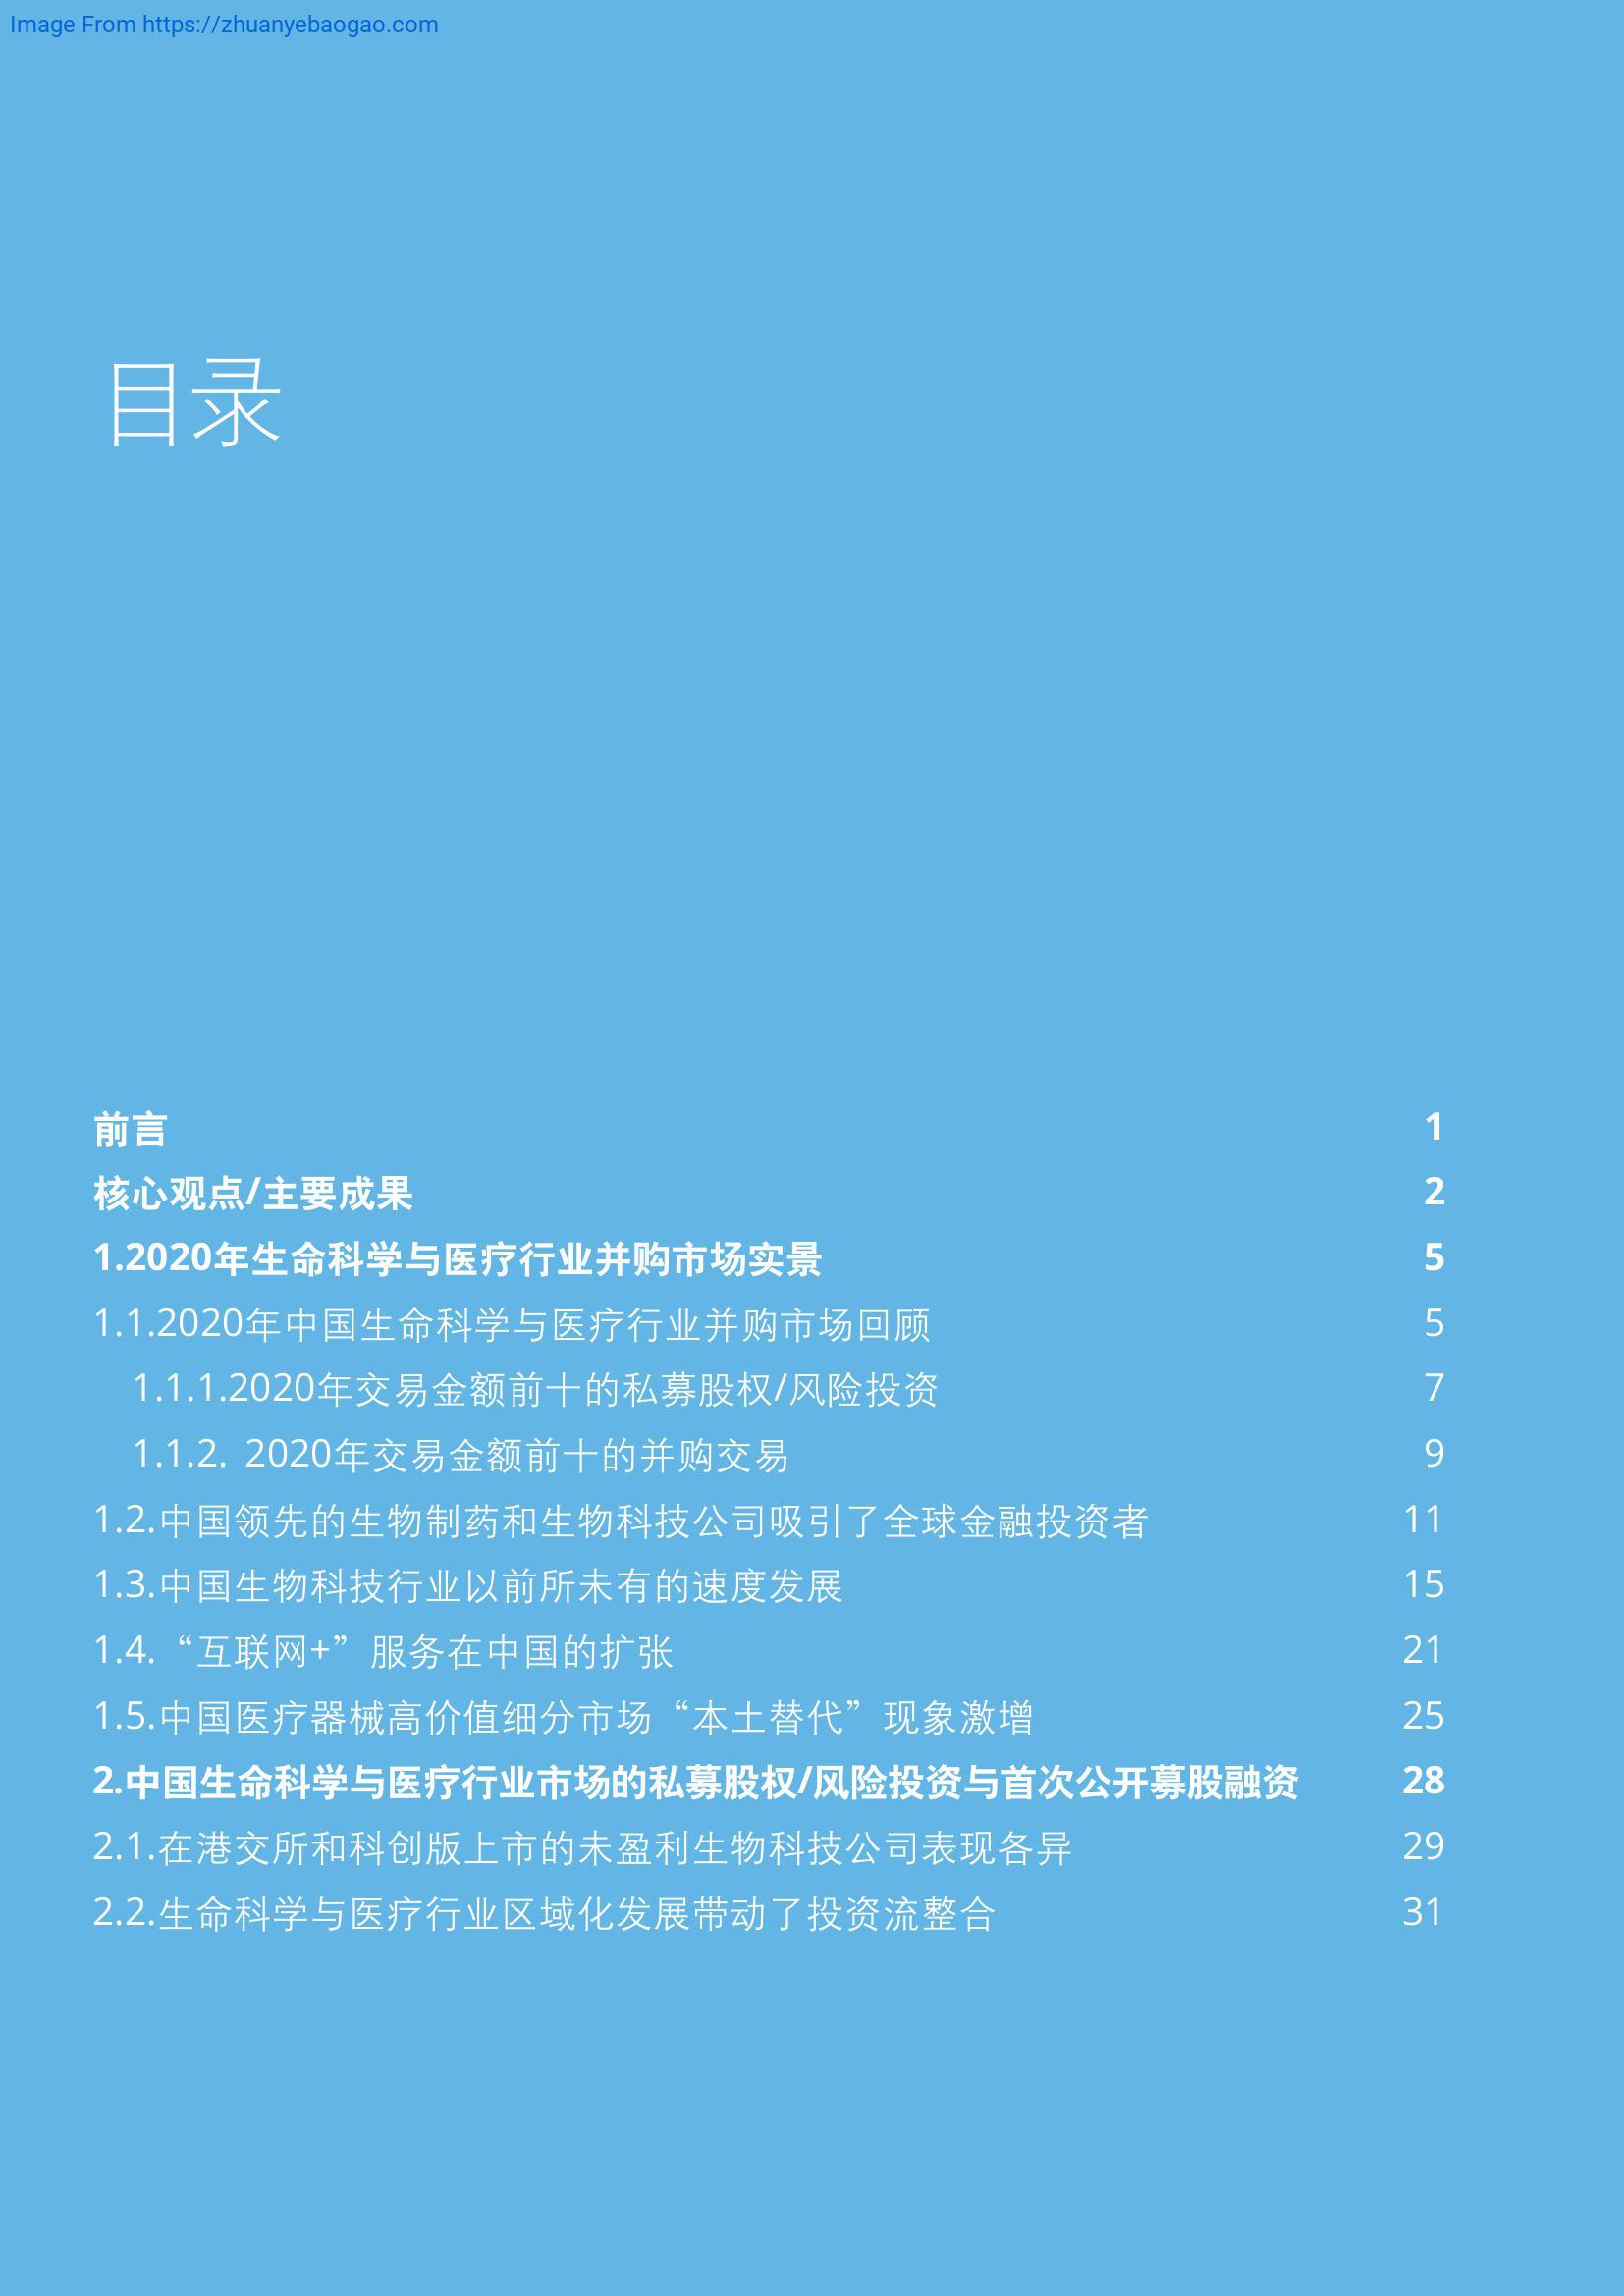 Image From https://zhuanyebaogao.com
目录
前言 1
核心观点/主要成果 2
1.2020年生命科学与医疗行业并购市场实景 5
1.1.2020年中国生命科学与医疗行业并购市场回顾 5
1.1.1.2020年交易金额前十的私募股权/风险投资 7
1.1.2. 2020年交易金额前十的并购交易 9
1.2.中国领先的生物制药和生物科技公司吸引了全球金融投资者 11
1.3.中国生物科技行业以前所未有的速度发展 15
1.4.“互联网+”服务在中国的扩张 21
1.5.中国医疗器械高价值细分市场“本土替代”现象激增 25
2.中国生命科学与医疗行业市场的私募股权/风险投资与首次公开募股融资 28
2.1.在港交所和科创版上市的未盈利生物科技公司表现各异 29
2.2.生命科学与医疗行业区域化发展带动了投资流整合 31